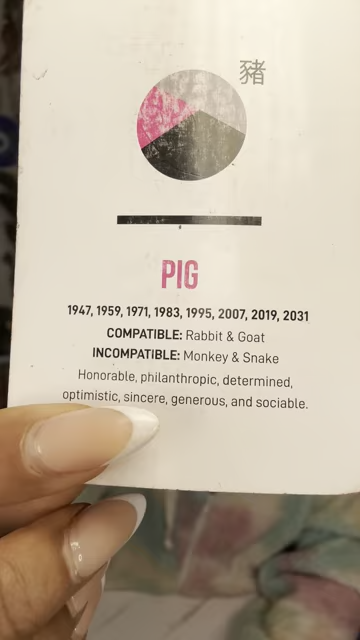 豬
PIG
1947, 1959, 1971, 1983, 1995, 2007, 2019, 2031
COMPATIBLE: Rabbit & Goat
INCOMPATIBLE: Monkey & Snake
Honorable, philanthropic, determined,
optimistic, sincere, generous, and sociable.